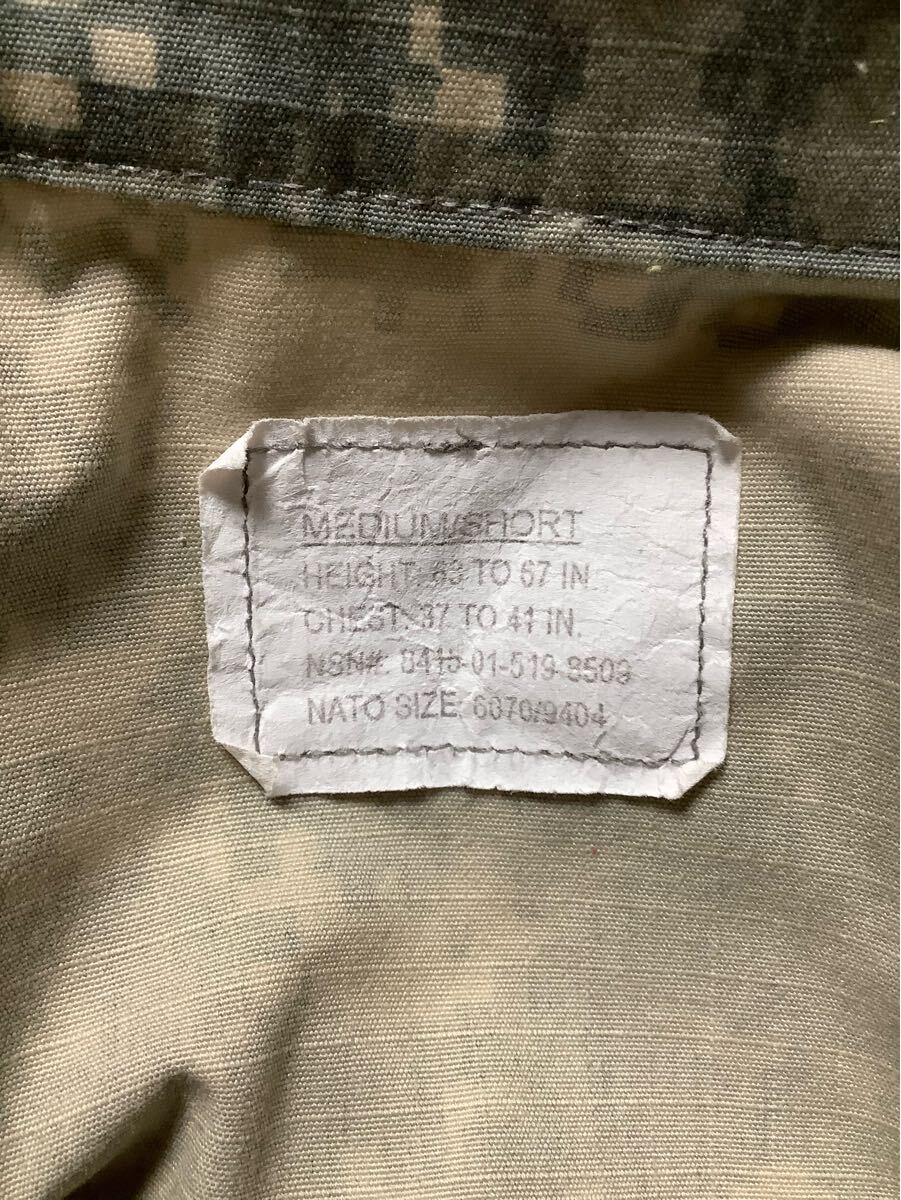 MEDIUM/SHORT
HEIGHT: 63 TO 67 IN.
CHEST: 37 TO 41 IN.
NSN#: 8415-01-519-8509
NATO SIZE: 6070/9404